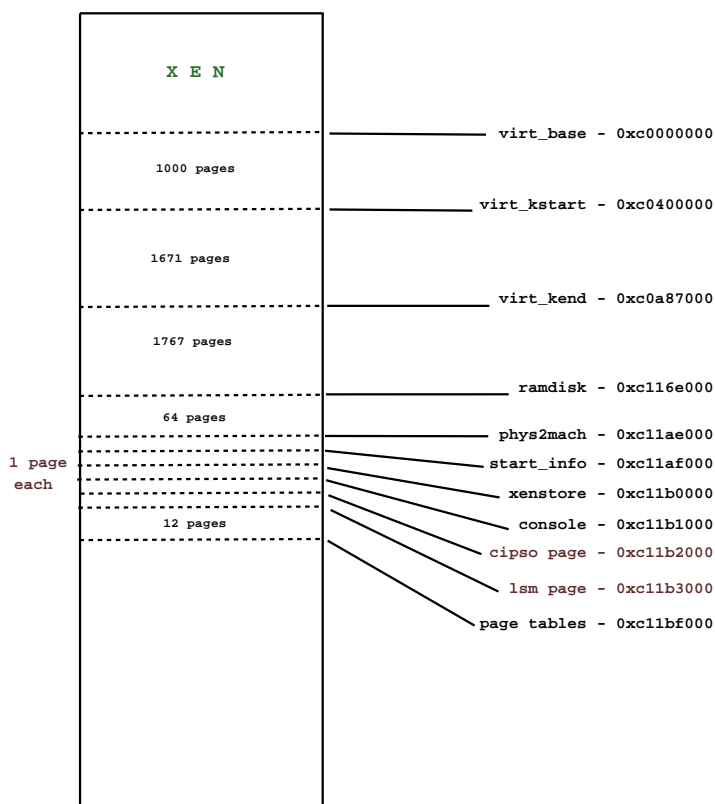 X E N
virt_base - 0xc0000000
1000 pages
virt_kstart - 0xc0400000
1671 pages
virt_kend - 0xc0a87000
1767 pages
ramdisk - 0xc116e000
64 pages
phys2mach - 0xc11ae000
1 page
each
start_info - 0xc11af000
xenstore - 0xc11b0000
console - 0xc11b1000
12 pages
cipso page - 0xc11b2000
lsm page - 0xc11b3000
page tables - 0xc11bf000